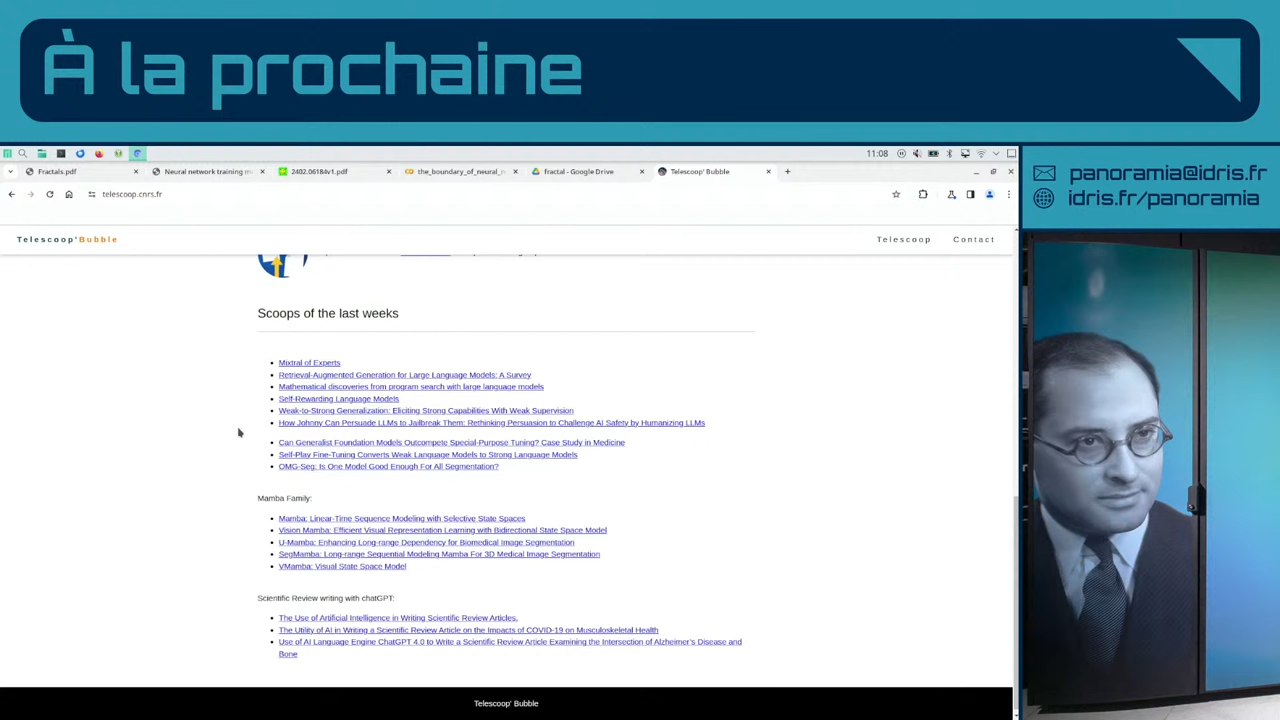 À la prochaine
11:08
Fractals.pdf
Neural network training m
2402.06184v1.pdf
the_boundary_of_neural_n
fractal - Google Drive
Telescoop' Bubble
telescoop.cnrs.fr
panoramia@idris.fr
idris.fr/panoramia
Telescoop'Bubble
Telescoop
Contact
Scoops of the last weeks
Mixtral of Experts
Retrieval-Augmented Generation for Large Language Models: A Survey
Mathematical discoveries from program search with large language models
Self-Rewarding Language Models
Weak-to-Strong Generalization: Eliciting Strong Capabilities With Weak Supervision
How Johnny Can Persuade LLMs to Jailbreak Them: Rethinking Persuasion to Challenge AI Safety by Humanizing LLMs
Can Generalist Foundation Models Outcompete Special-Purpose Tuning? Case Study in Medicine
Self-Play Fine-Tuning Converts Weak Language Models to Strong Language Models
OMG-Seg: Is One Model Good Enough For All Segmentation?
Mamba Family:
Mamba: Linear-Time Sequence Modeling with Selective State Spaces
Vision Mamba: Efficient Visual Representation Learning with Bidirectional State Space Model
U-Mamba: Enhancing Long-range Dependency for Biomedical Image Segmentation
SegMamba: Long-range Sequential Modeling Mamba For 3D Medical Image Segmentation
VMamba: Visual State Space Model
Scientific Review writing with chatGPT:
The Use of Artificial Intelligence in Writing Scientific Review Articles.
The Utility of AI in Writing a Scientific Review Article on the Impacts of COVID-19 on Musculoskeletal Health
Use of AI Language Engine ChatGPT 4.0 to Write a Scientific Review Article Examining the Intersection of Alzheimer's Disease and
Bone
Telescoop' Bubble